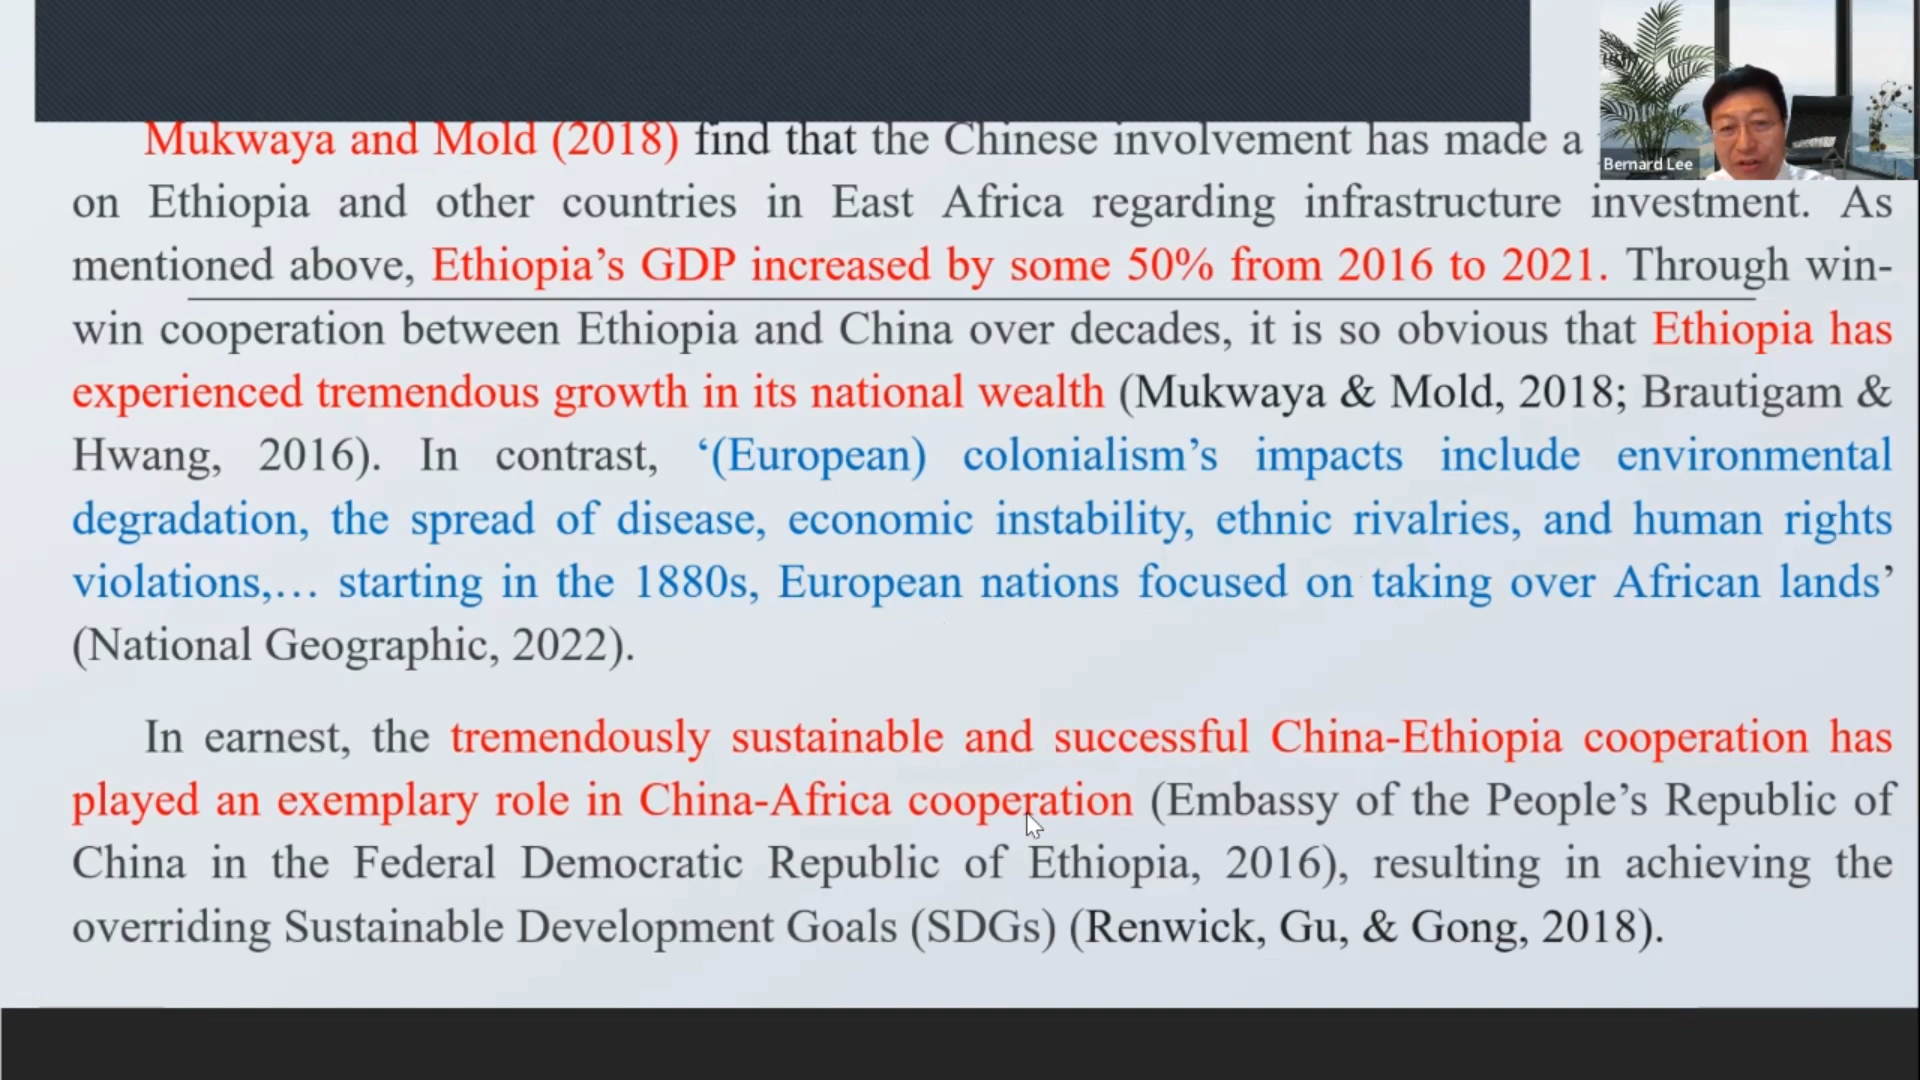 Bernard Lee
Mukwaya and Mold (2018) find that the Chinese involvement has made a
on Ethiopia and other countries in East Africa regarding infrastructure investment. As
mentioned above, Ethiopia’s GDP increased by some 50% from 2016 to 2021. Through win-
win cooperation between Ethiopia and China over decades, it is so obvious that Ethiopia has
experienced tremendous growth in its national wealth (Mukwaya & Mold, 2018; Brautigam &
Hwang, 2016). In contrast, ‘(European) colonialism’s impacts include environmental
degradation, the spread of disease, economic instability, ethnic rivalries, and human rights
violations,… starting in the 1880s, European nations focused on taking over African lands’
(National Geographic, 2022).
In earnest, the tremendously sustainable and successful China-Ethiopia cooperation has
played an exemplary role in China-Africa cooperation (Embassy of the People’s Republic of
China in the Federal Democratic Republic of Ethiopia, 2016), resulting in achieving the
overriding Sustainable Development Goals (SDGs) (Renwick, Gu, & Gong, 2018).